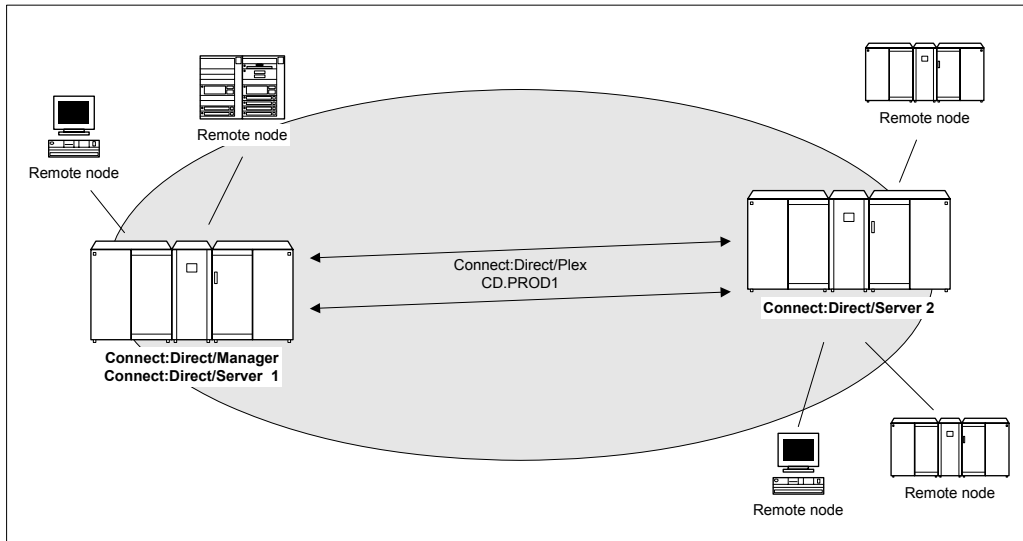 Remote node
Remote node
Remote node
Connect:Direct/Plex
CD.PROD1
Connect:Direct/Server 2
Connect:Direct/Manager
Connect:Direct/Server 1
Remote node
Remote node